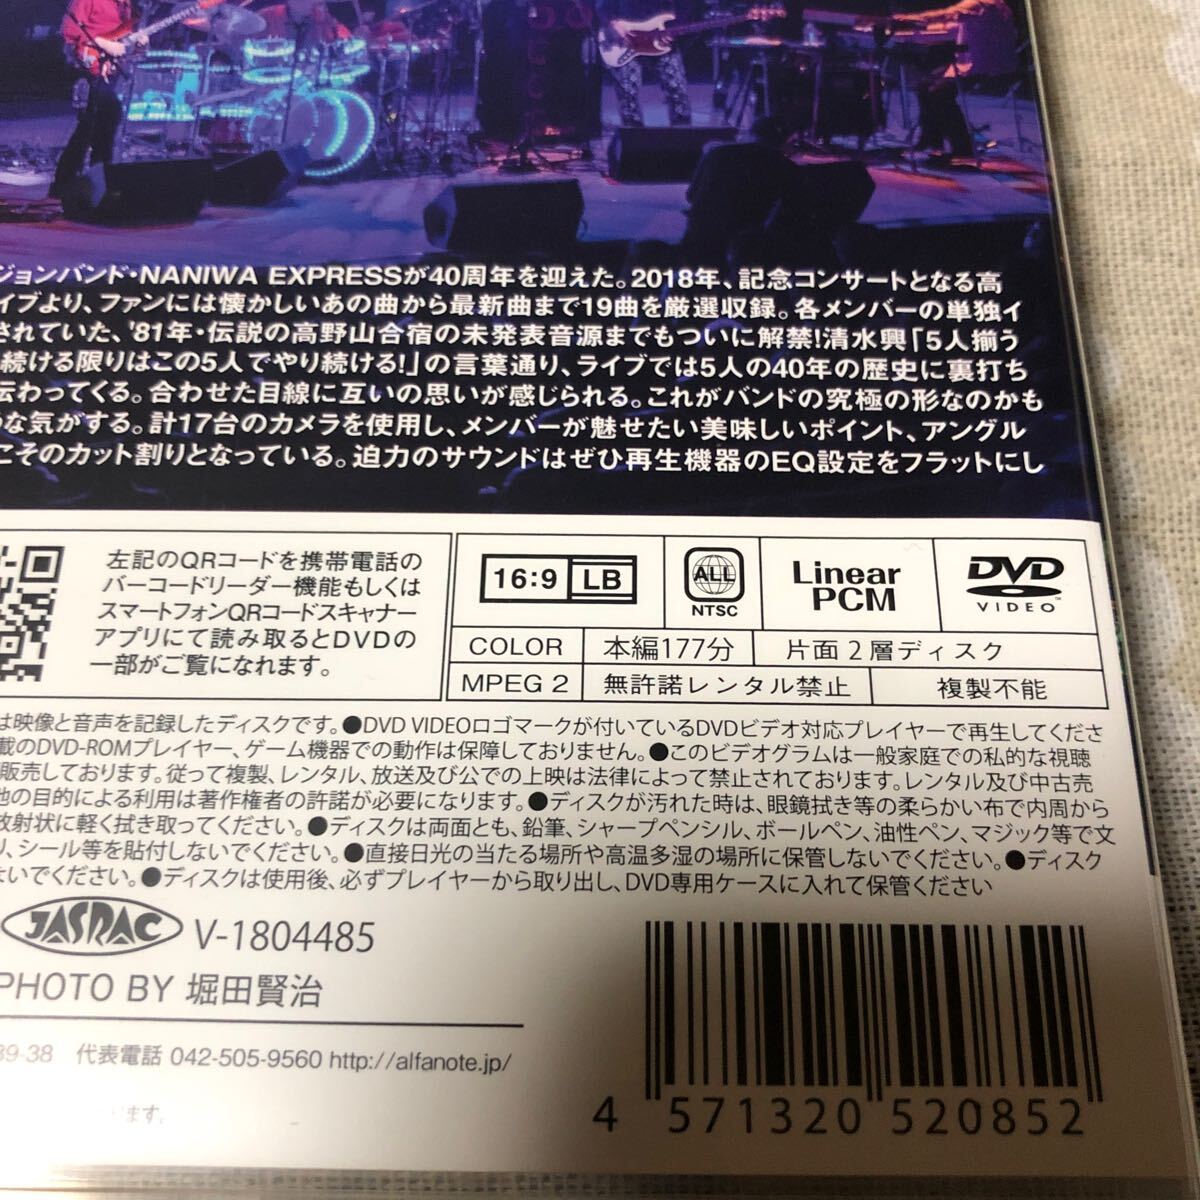 ジョンバンド・NANIWA EXPRESSが40周年を迎えた。2018年、記念コンサートとなる高
イブより、ファンには懐かしいあの曲から最新曲まで19曲を厳選収録。各メンバーの単独イ
されていた、'81年・伝説の高野山合宿の未発表音源までもついに解禁!清水興「5人揃う
続ける限りはこの5人でやり続ける!」の言葉通り、ライブでは5人の40年の歴史に裏打ち
伝わってくる。合わせた目線に互いの思いが感じられる。これがバンドの究極の形なのかも
な気がする。計17台のカメラを使用し、メンバーが魅せたい美味しいポイント、アングル
こそのカット割りとなっている。迫力のサウンドはぜひ再生機器のEQ設定をフラットにし
左記のQRコードを携帯電話の
バーコードリーダー機能もしくは
スマートフォンQRコードスキャナー
アプリにて読み取るとDVDの
一部がご覧になれます。
16:9 LB
ALL
NTSC
Linear
PCM
DVD
VIDEO
COLOR 本編177分 片面2層ディスク
MPEG 2 無許諾レンタル禁止 複製不能
は映像と音声を記録したディスクです。●DVD VIDEOロゴマークが付いているDVDビデオ対応プレイヤーで再生してくださ
載のDVD-ROMプレイヤー、ゲーム機器での動作は保障しておりません。●このビデオグラムは一般家庭での私的な視聴
販売しております。従って複製、レンタル、放送及び公での上映は法律によって禁止されております。レンタル及び中古売
他の目的による利用は著作権者の許諾が必要になります。●ディスクが汚れた時は、眼鏡拭き等の柔らかい布で内周から
放射状に軽く拭き取ってください。●ディスクは両面とも、鉛筆、シャープペンシル、ボールペン、油性ペン、マジック等で文
り、シール等を貼付しないでください。●直接日光の当たる場所や高温多湿の場所に保管しないでください。●ディスク
ないでください。●ディスクは使用後、必ずプレイヤーから取り出し、DVD専用ケースに入れて保管ください
JASRAC V-1804485
PHOTO BY 堀田賢治
39-38 代表電話 042-505-9560 http://alfanote.jp/
ります。
4 571320 520852